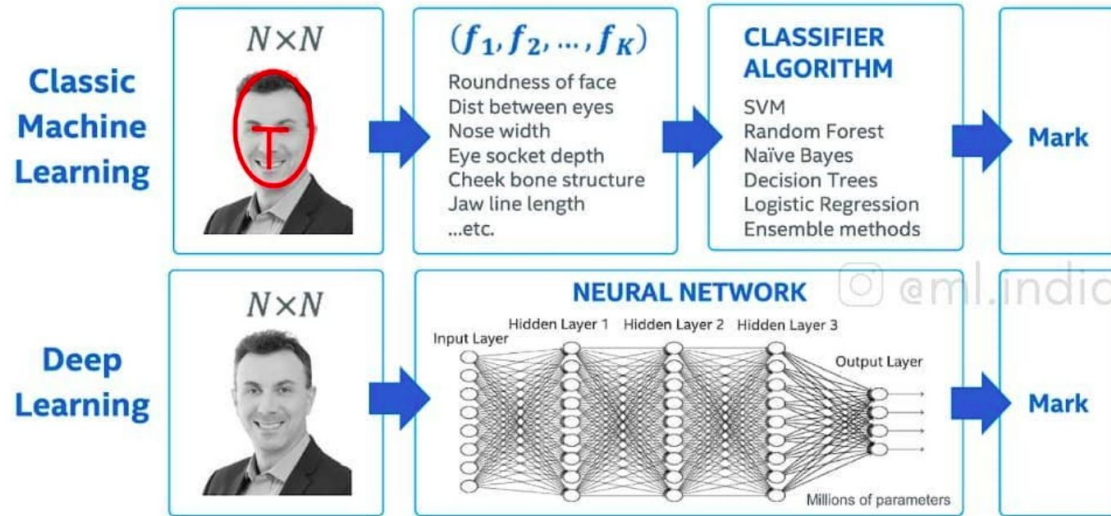 Classic
Machine
Learning
N×N
(f₁, f₂, ..., f_K)
Roundness of face
Dist between eyes
Nose width
Eye socket depth
Cheek bone structure
Jaw line length
...etc.
CLASSIFIER
ALGORITHM
SVM
Random Forest
Naïve Bayes
Decision Trees
Logistic Regression
Ensemble methods
Mark
@ml.indic
Deep
Learning
N×N
NEURAL NETWORK
Input Layer
Hidden Layer 1
Hidden Layer 2
Hidden Layer 3
Output Layer
Millions of parameters
Mark